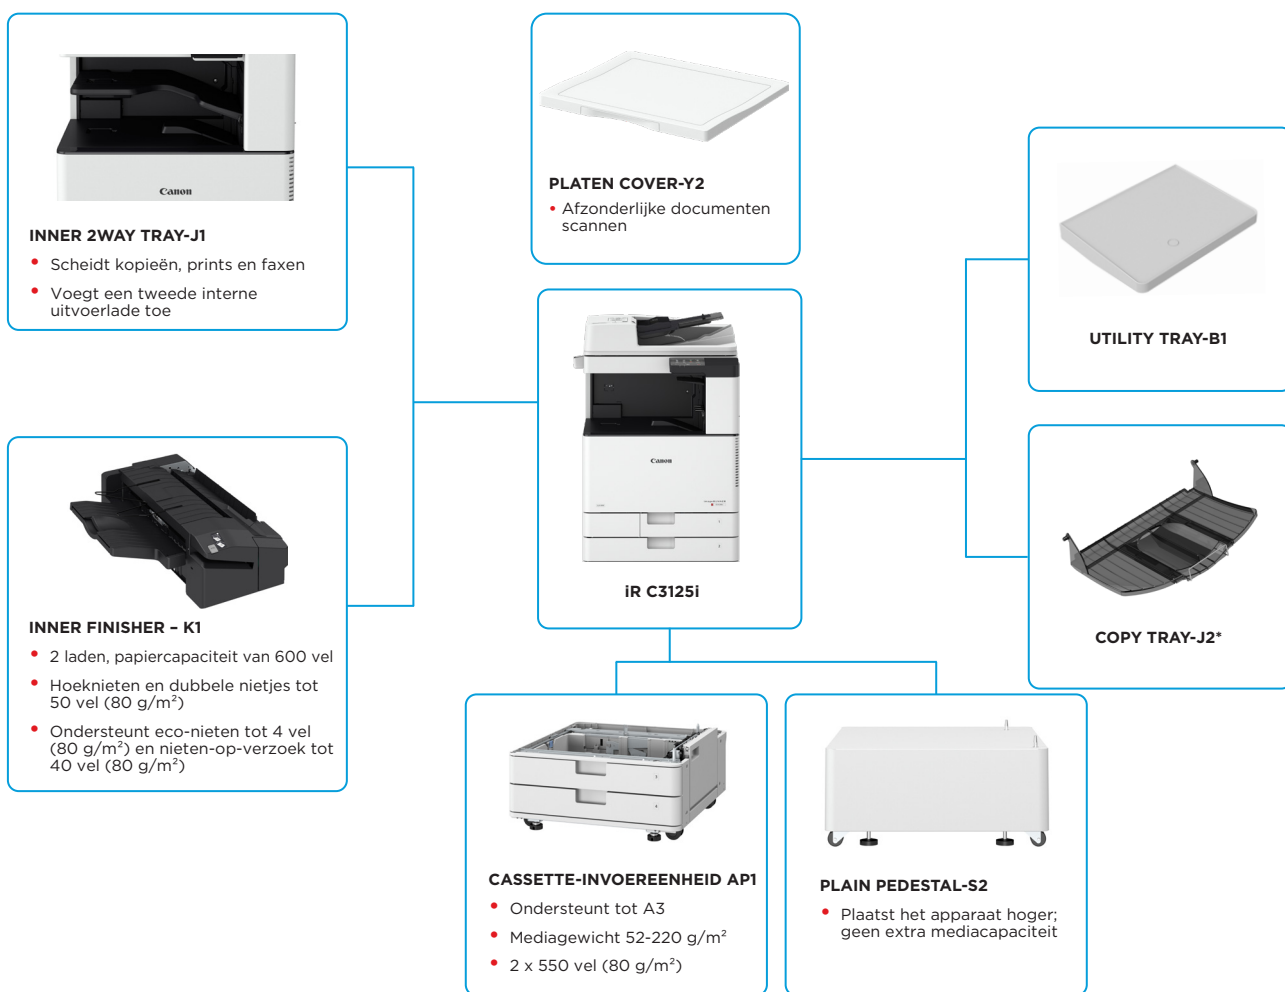 Canon
INNER 2WAY TRAY-J1
• Scheidt kopieën, prints en faxen
• Voegt een tweede interne
uitvoerlade toe
PLATEN COVER-Y2
• Afzonderlijke documenten
scannen
UTILITY TRAY-B1
Canon
iR C3125i
INNER FINISHER – K1
• 2 laden, papiercapaciteit van 600 vel
• Hoeknieten en dubbele nietjes tot
50 vel (80 g/m²)
• Ondersteunt eco-nieten tot 4 vel
(80 g/m²) en nieten-op-verzoek tot
40 vel (80 g/m²)
COPY TRAY-J2*
CASSETTE-INVOEREENHEID AP1
• Ondersteunt tot A3
• Mediagewicht 52-220 g/m²
• 2 x 550 vel (80 g/m²)
PLAIN PEDESTAL-S2
• Plaatst het apparaat hoger;
geen extra mediacapaciteit